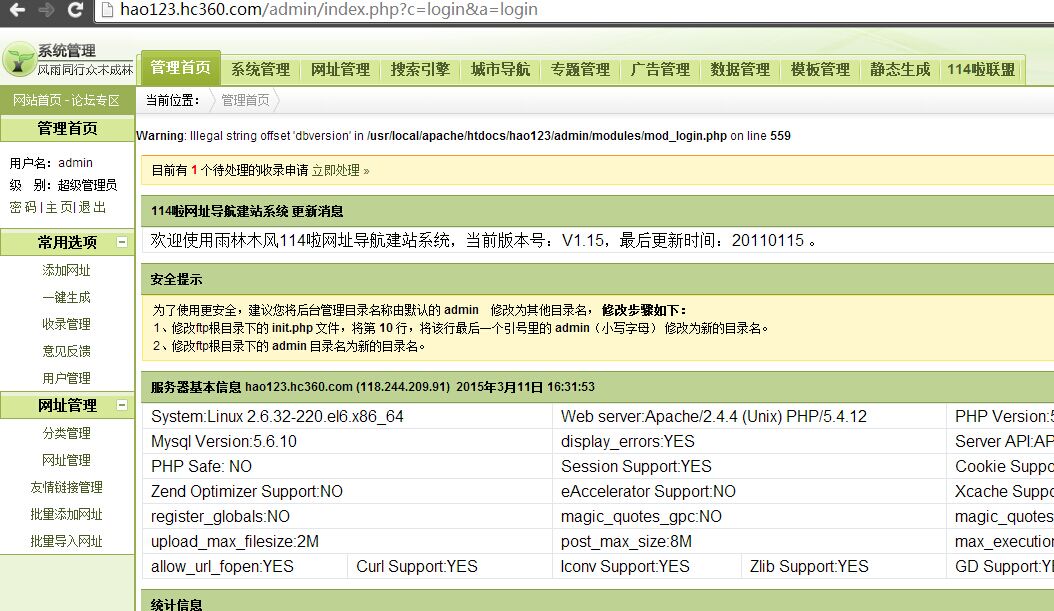 hao123.hc360.com/admin/index.php?c=login&a=login
系统管理
风雨同行众木成林
管理首页 系统管理 网址管理 搜索引擎 城市导航 专题管理 广告管理 数据管理 模板管理 静态生成 114啦联盟
网站首页 - 论坛专区
当前位置: 管理首页
管理首页
Warning: Illegal string offset 'dbversion' in /usr/local/apache/htdocs/hao123/admin/modules/mod_login.php on line 559
用户名: admin
级 别: 超级管理员
密码|主页|退出
目前有 1 个待处理的收录申请 立即处理 »
114啦网址导航建站系统 更新消息
欢迎使用雨林木风114啦网址导航建站系统，当前版本号：V1.15，最后更新时间：20110115 。
常用选项
添加网址
一键生成
收录管理
意见反馈
用户管理
安全提示
为了使用更安全，建议您将后台管理目录名称由默认的 admin 修改为其他目录名，修改步骤如下：
1、修改ftp根目录下的 init.php 文件，将第 10 行，将该行最后一个引号里的 admin（小写字母） 修改为新的目录名。
2、修改ftp根目录下的 admin 目录名为新的目录名。
网址管理
分类管理
网址管理
友情链接管理
批量添加网址
批量导入网址
服务器基本信息 hao123.hc360.com (118.244.209.91) 2015年3月11日 16:31:53
System:Linux 2.6.32-220.el6.x86_64 Web server:Apache/2.4.4 (Unix) PHP/5.4.12 PHP Version:5
Mysql Version:5.6.10 display_errors:YES Server API:AP
PHP Safe: NO Session Support:YES Cookie Suppo
Zend Optimizer Support:NO eAccelerator Support:NO Xcache Suppo
register_globals:NO magic_quotes_gpc:NO magic_quotes
upload_max_filesize:2M post_max_size:8M max_execution
allow_url_fopen:YES Curl Support:YES Iconv Support:YES Zlib Support:YES GD Support:YE
统计信息